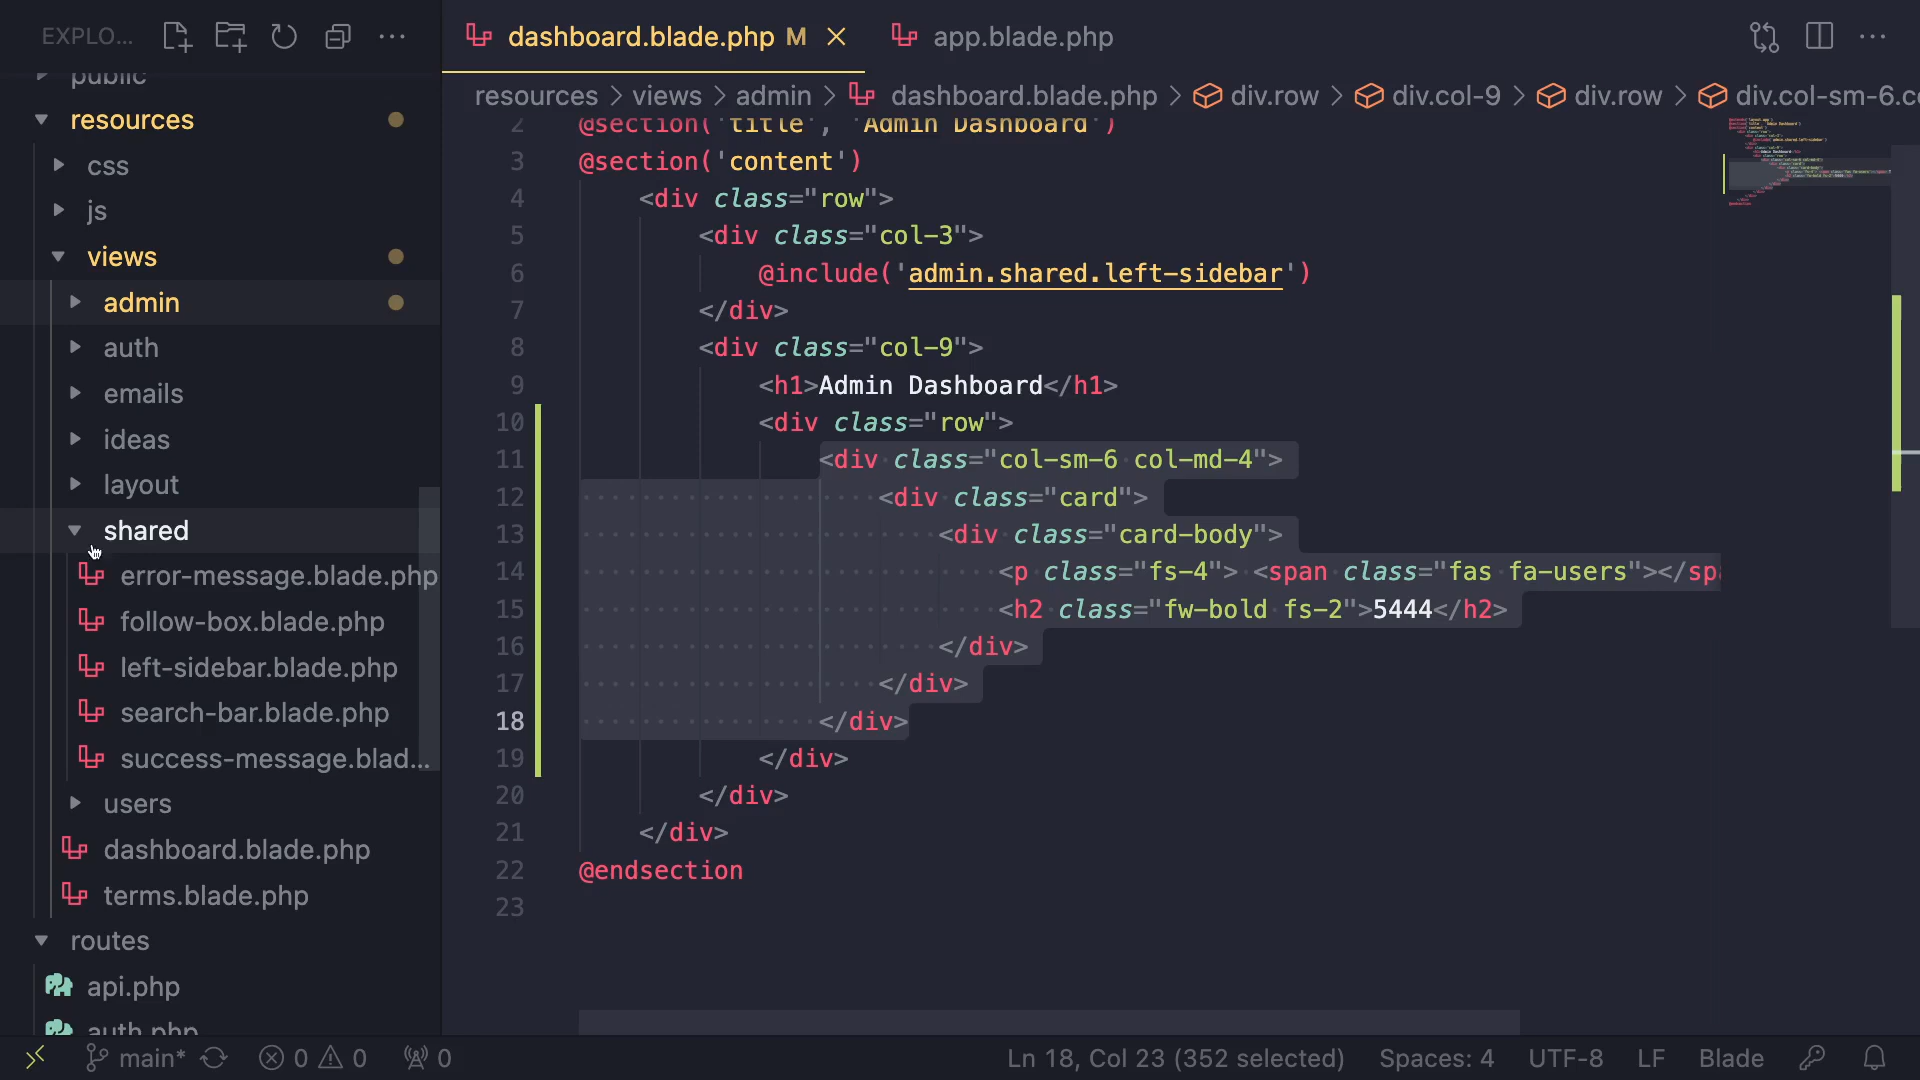 EXPLO...
dashboard.blade.php M
app.blade.php
public
resources > views > admin > dashboard.blade.php > div.row > div.col-9 > div.row > div.col-sm-6.c
resources
css
js
views
admin
auth
emails
ideas
layout
shared
error-message.blade.php
follow-box.blade.php
left-sidebar.blade.php
search-bar.blade.php
success-message.blad...
users
dashboard.blade.php
terms.blade.php
routes
api.php
auth.php
2 @section('title', 'Admin Dashboard')
3 @section('content')
4 <div class="row">
5 <div class="col-3">
6 @include('admin.shared.left-sidebar')
7 </div>
8 <div class="col-9">
9 <h1>Admin Dashboard</h1>
10 <div class="row">
11 <div class="col-sm-6 col-md-4">
12 <div class="card">
13 <div class="card-body">
14 <p class="fs-4"> <span class="fas fa-users"></spa
15 <h2 class="fw-bold fs-2">5444</h2>
16 </div>
17 </div>
18 </div>
19 </div>
20 </div>
21 </div>
22 @endsection
23
main* 0 0 0
Ln 18, Col 23 (352 selected) Spaces: 4 UTF-8 LF Blade